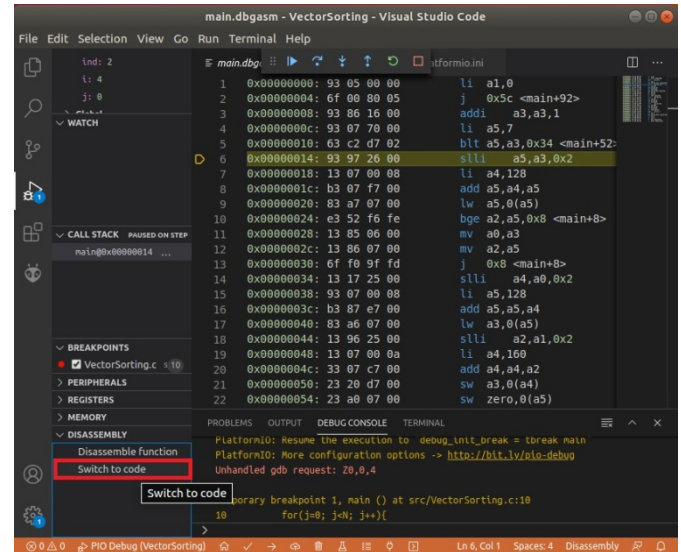 main.dbgasm - VectorSorting - Visual Studio Code
File Edit Selection View Go Run Terminal Help
ind: 2
i: 4
j: 0
WATCH
CALL STACK PAUSED ON STEP
main@0x00000014 ...
BREAKPOINTS
VectorSorting.c s 10
PERIPHERALS
REGISTERS
MEMORY
DISASSEMBLY
Disassemble function
Switch to code
Switch to code
main.dbg
tformio.ini
1 0x00000000: 93 05 00 00 li a1,0
2 0x00000004: 6f 00 80 05 j 0x5c <main+92>
3 0x00000008: 93 86 16 00 addi a3,a3,1
4 0x0000000c: 93 07 70 00 li a5,7
5 0x00000010: 63 c2 d7 02 blt a5,a3,0x34 <main+52>
6 0x00000014: 93 97 26 00 slli a5,a3,0x2
7 0x00000018: 13 07 00 08 li a4,128
8 0x0000001c: b3 07 f7 00 add a5,a4,a5
9 0x00000020: 83 a7 07 00 lw a5,0(a5)
10 0x00000024: e3 52 f6 fe bge a2,a5,0x8 <main+8>
11 0x00000028: 13 85 06 00 mv a0,a3
12 0x0000002c: 13 86 07 00 mv a2,a5
13 0x00000030: 6f f0 9f fd j 0x8 <main+8>
14 0x00000034: 13 17 25 00 slli a4,a0,0x2
15 0x00000038: 93 07 00 08 li a5,128
16 0x0000003c: b3 87 e7 00 add a5,a5,a4
17 0x00000040: 83 a6 07 00 lw a3,0(a5)
18 0x00000044: 13 96 25 00 slli a2,a1,0x2
19 0x00000048: 13 07 00 0a li a4,160
20 0x0000004c: 33 07 c7 00 add a4,a4,a2
21 0x00000050: 23 20 d7 00 sw a3,0(a4)
22 0x00000054: 23 a0 07 00 sw zero,0(a5)
PROBLEMS OUTPUT DEBUG CONSOLE TERMINAL
PlatformIO: Resume the execution to `debug_init_break = tbreak main`
PlatformIO: More configuration options -> http://bit.ly/pio-debug
Unhandled gdb request: Z0,0,4
porary breakpoint 1, main () at src/VectorSorting.c:10
10 for(j=0; j<N; j++){
>
0 0 PIO Debug (VectorSorting) Ln 6, Col 1 Spaces: 4 Disassembly